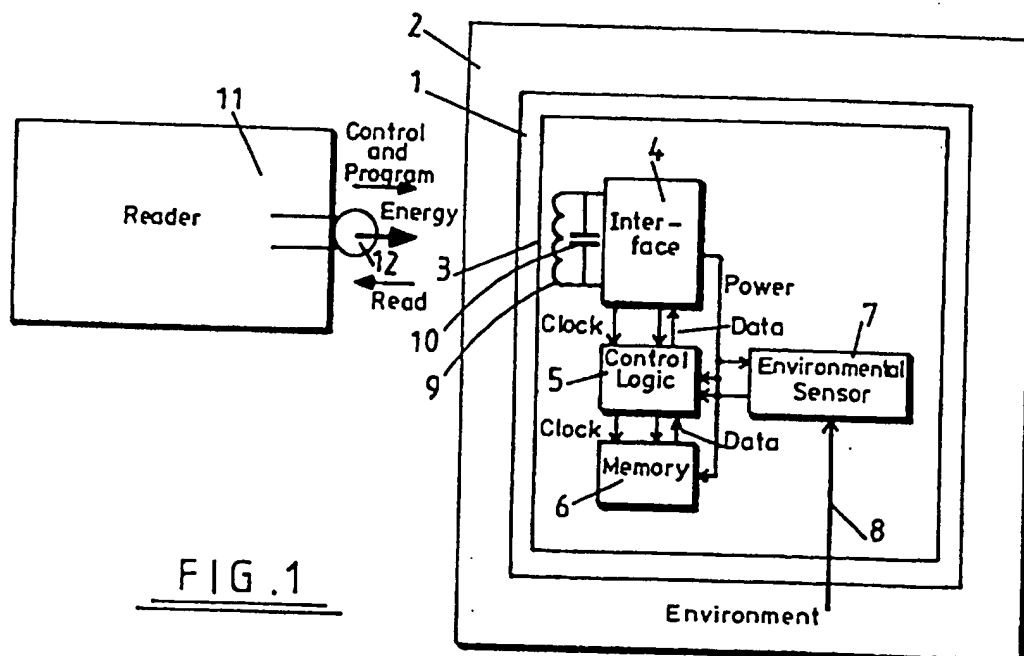 2
1
11
Control
and
Program
Reader
Energy
12
Read
3
10
9
4
Inter-
face
Power
Clock
Data
7
5
Control
Logic
Environmental
Sensor
Clock
Data
Memory
6
8
FIG.1
Environment